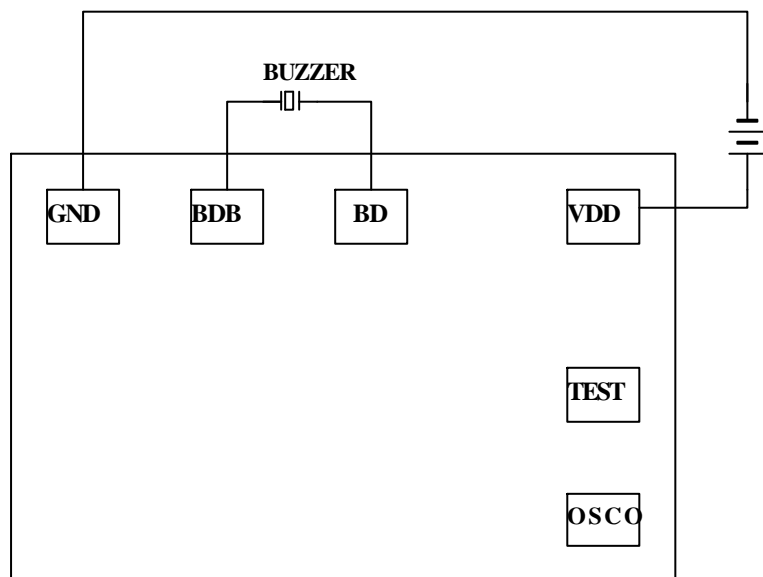 BUZZER
GND
BDB
BD
VDD
TEST
OSCO